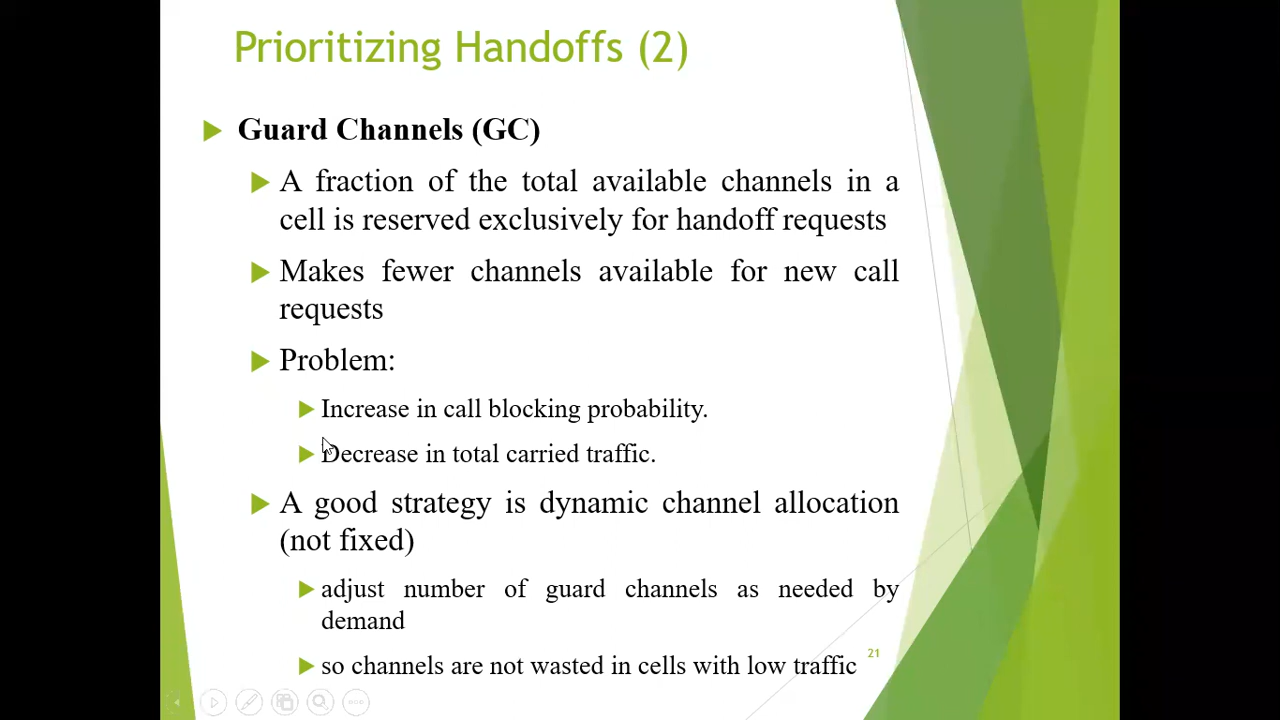 Prioritizing Handoffs (2)
Guard Channels (GC)
A fraction of the total available channels in a
cell is reserved exclusively for handoff requests
Makes fewer channels available for new call
requests
Problem:
Increase in call blocking probability.
Decrease in total carried traffic.
A good strategy is dynamic channel allocation
(not fixed)
adjust number of guard channels as needed by
demand
so channels are not wasted in cells with low traffic
21